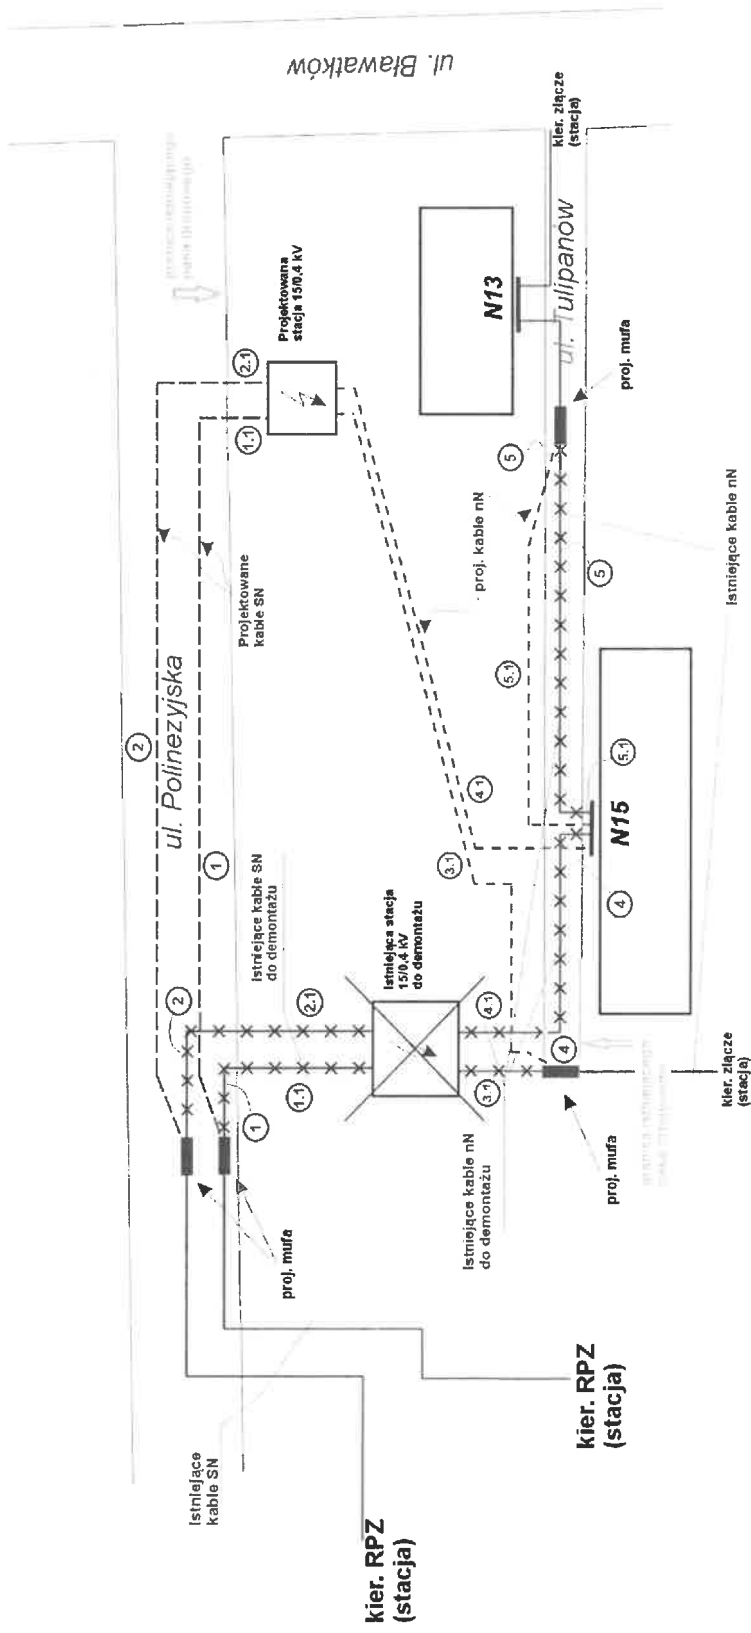 ul. Bławatków
kier. złącze
(stacja)
Projektowana
stacja 15/0,4 kV
N13
ul. Tulipanów
proj. mufa
2.1
1.1
5
Projektowane
kable SN
proj. kable nN
5
Istniejące kable nN
2
ul. Polinezyjska
1
5.1
4.1
3.1
5.1
N15
4
Istniejące kable SN
do demontażu
Istniejąca stacja
15/0,4 kV
do demontażu
2
2.1
4.1
1
1.1
3.1
4
Istniejące kable nN
do demontażu
proj. mufa
kier. złącze
(stacja)
proj. mufa
Istniejące
kable SN
kier. RPZ
(stacja)
kier. RPZ
(stacja)